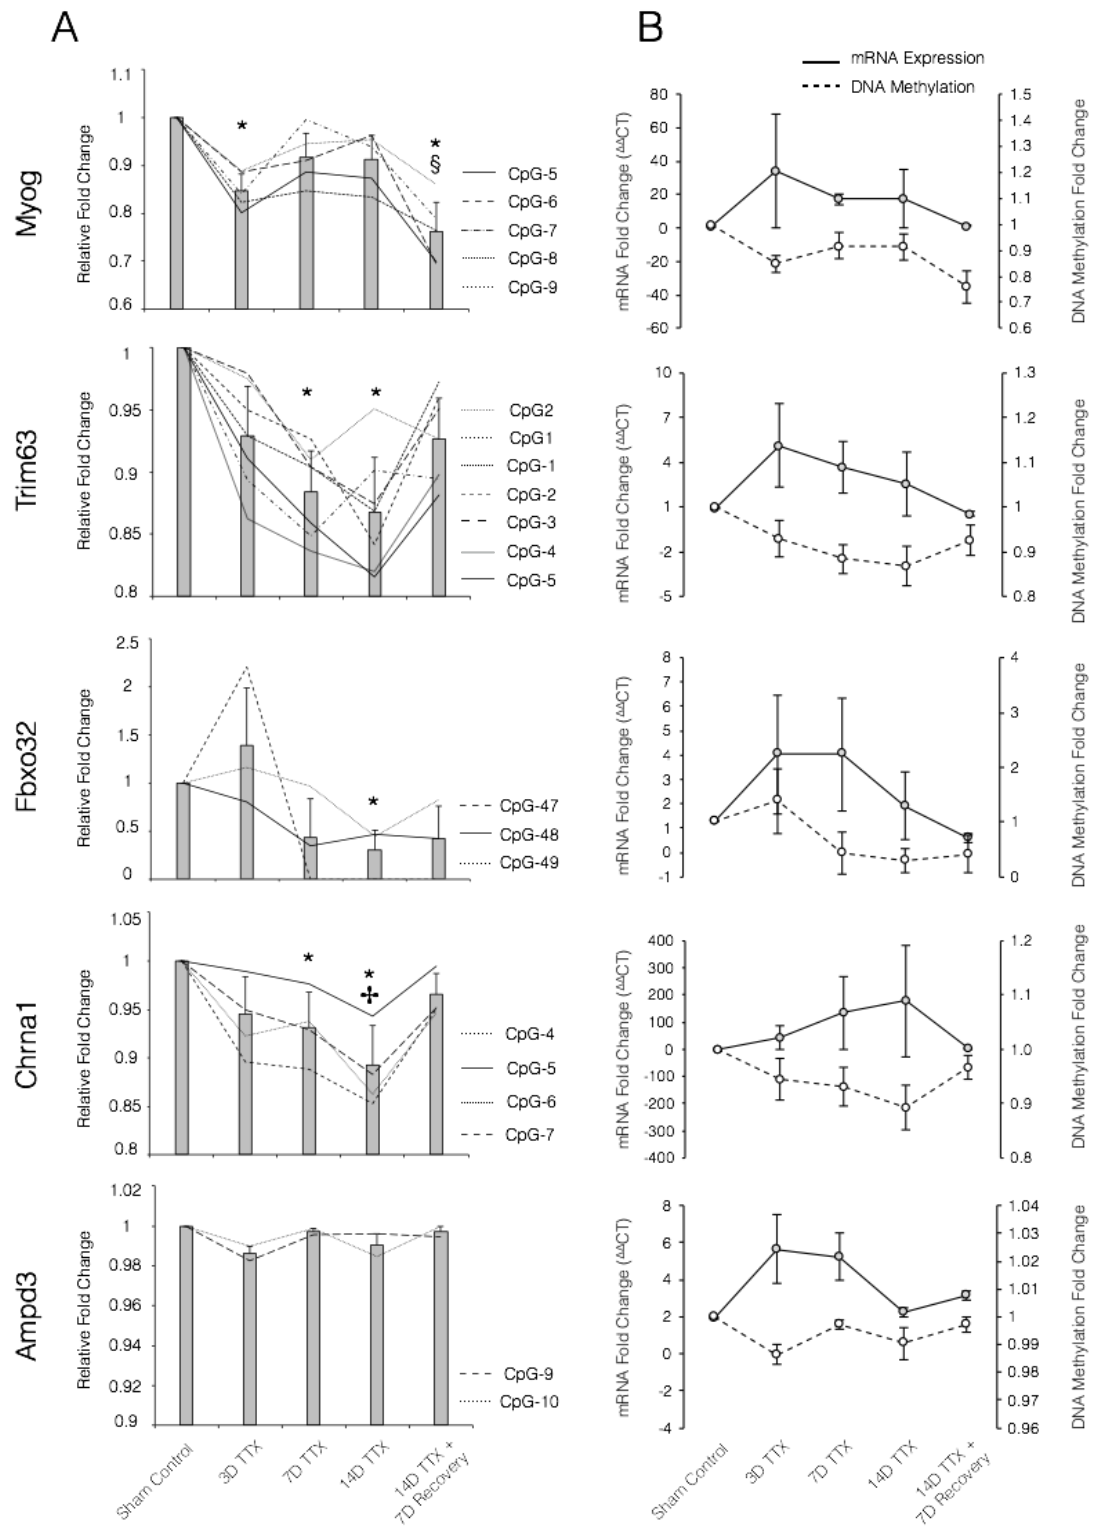 A
B
mRNA Expression
DNA Methylation
Myog
Relative Fold Change
1.1
1
0.9
0.8
0.7
0.6
*
*
§
CpG-5
CpG-6
CpG-7
CpG-8
CpG-9
mRNA Fold Change (ΔΔCT)
80
60
40
20
0
-20
-40
-60
1.5
1.4
1.3
1.2
1.1
1
0.9
0.8
0.7
0.6
DNA Methylation Fold Change
Trim63
Relative Fold Change
1
0.95
0.9
0.85
0.8
*
*
CpG2
CpG1
CpG-1
CpG-2
CpG-3
CpG-4
CpG-5
mRNA Fold Change (ΔΔCT)
10
7
4
1
-2
-5
1.3
1.2
1.1
1
0.9
0.8
DNA Methylation Fold Change
Fbxo32
Relative Fold Change
2.5
2
1.5
1
0.5
0
*
CpG-47
CpG-48
CpG-49
mRNA Fold Change (ΔΔCT)
8
7
6
5
4
3
2
1
0
-1
4
3
2
1
0
DNA Methylation Fold Change
Chrna1
Relative Fold Change
1.05
1
0.95
0.9
0.85
0.8
*
*
✣
CpG-4
CpG-5
CpG-6
CpG-7
mRNA Fold Change (ΔΔCT)
400
300
200
100
0
-100
-200
-300
-400
1.2
1.1
1.0
0.9
0.8
DNA Methylation Fold Change
Ampd3
Relative Fold Change
1.02
1
0.98
0.96
0.94
0.92
0.9
CpG-9
CpG-10
mRNA Fold Change (ΔΔCT)
8
6
4
2
0
-2
-4
1.04
1.03
1.02
1.01
1
0.99
0.98
0.97
0.96
DNA Methylation Fold Change
Sham Control
3D TTX
7D TTX
14D TTX
14D TTX +
7D Recovery
Sham Control
3D TTX
7D TTX
14D TTX
14D TTX +
7D Recovery